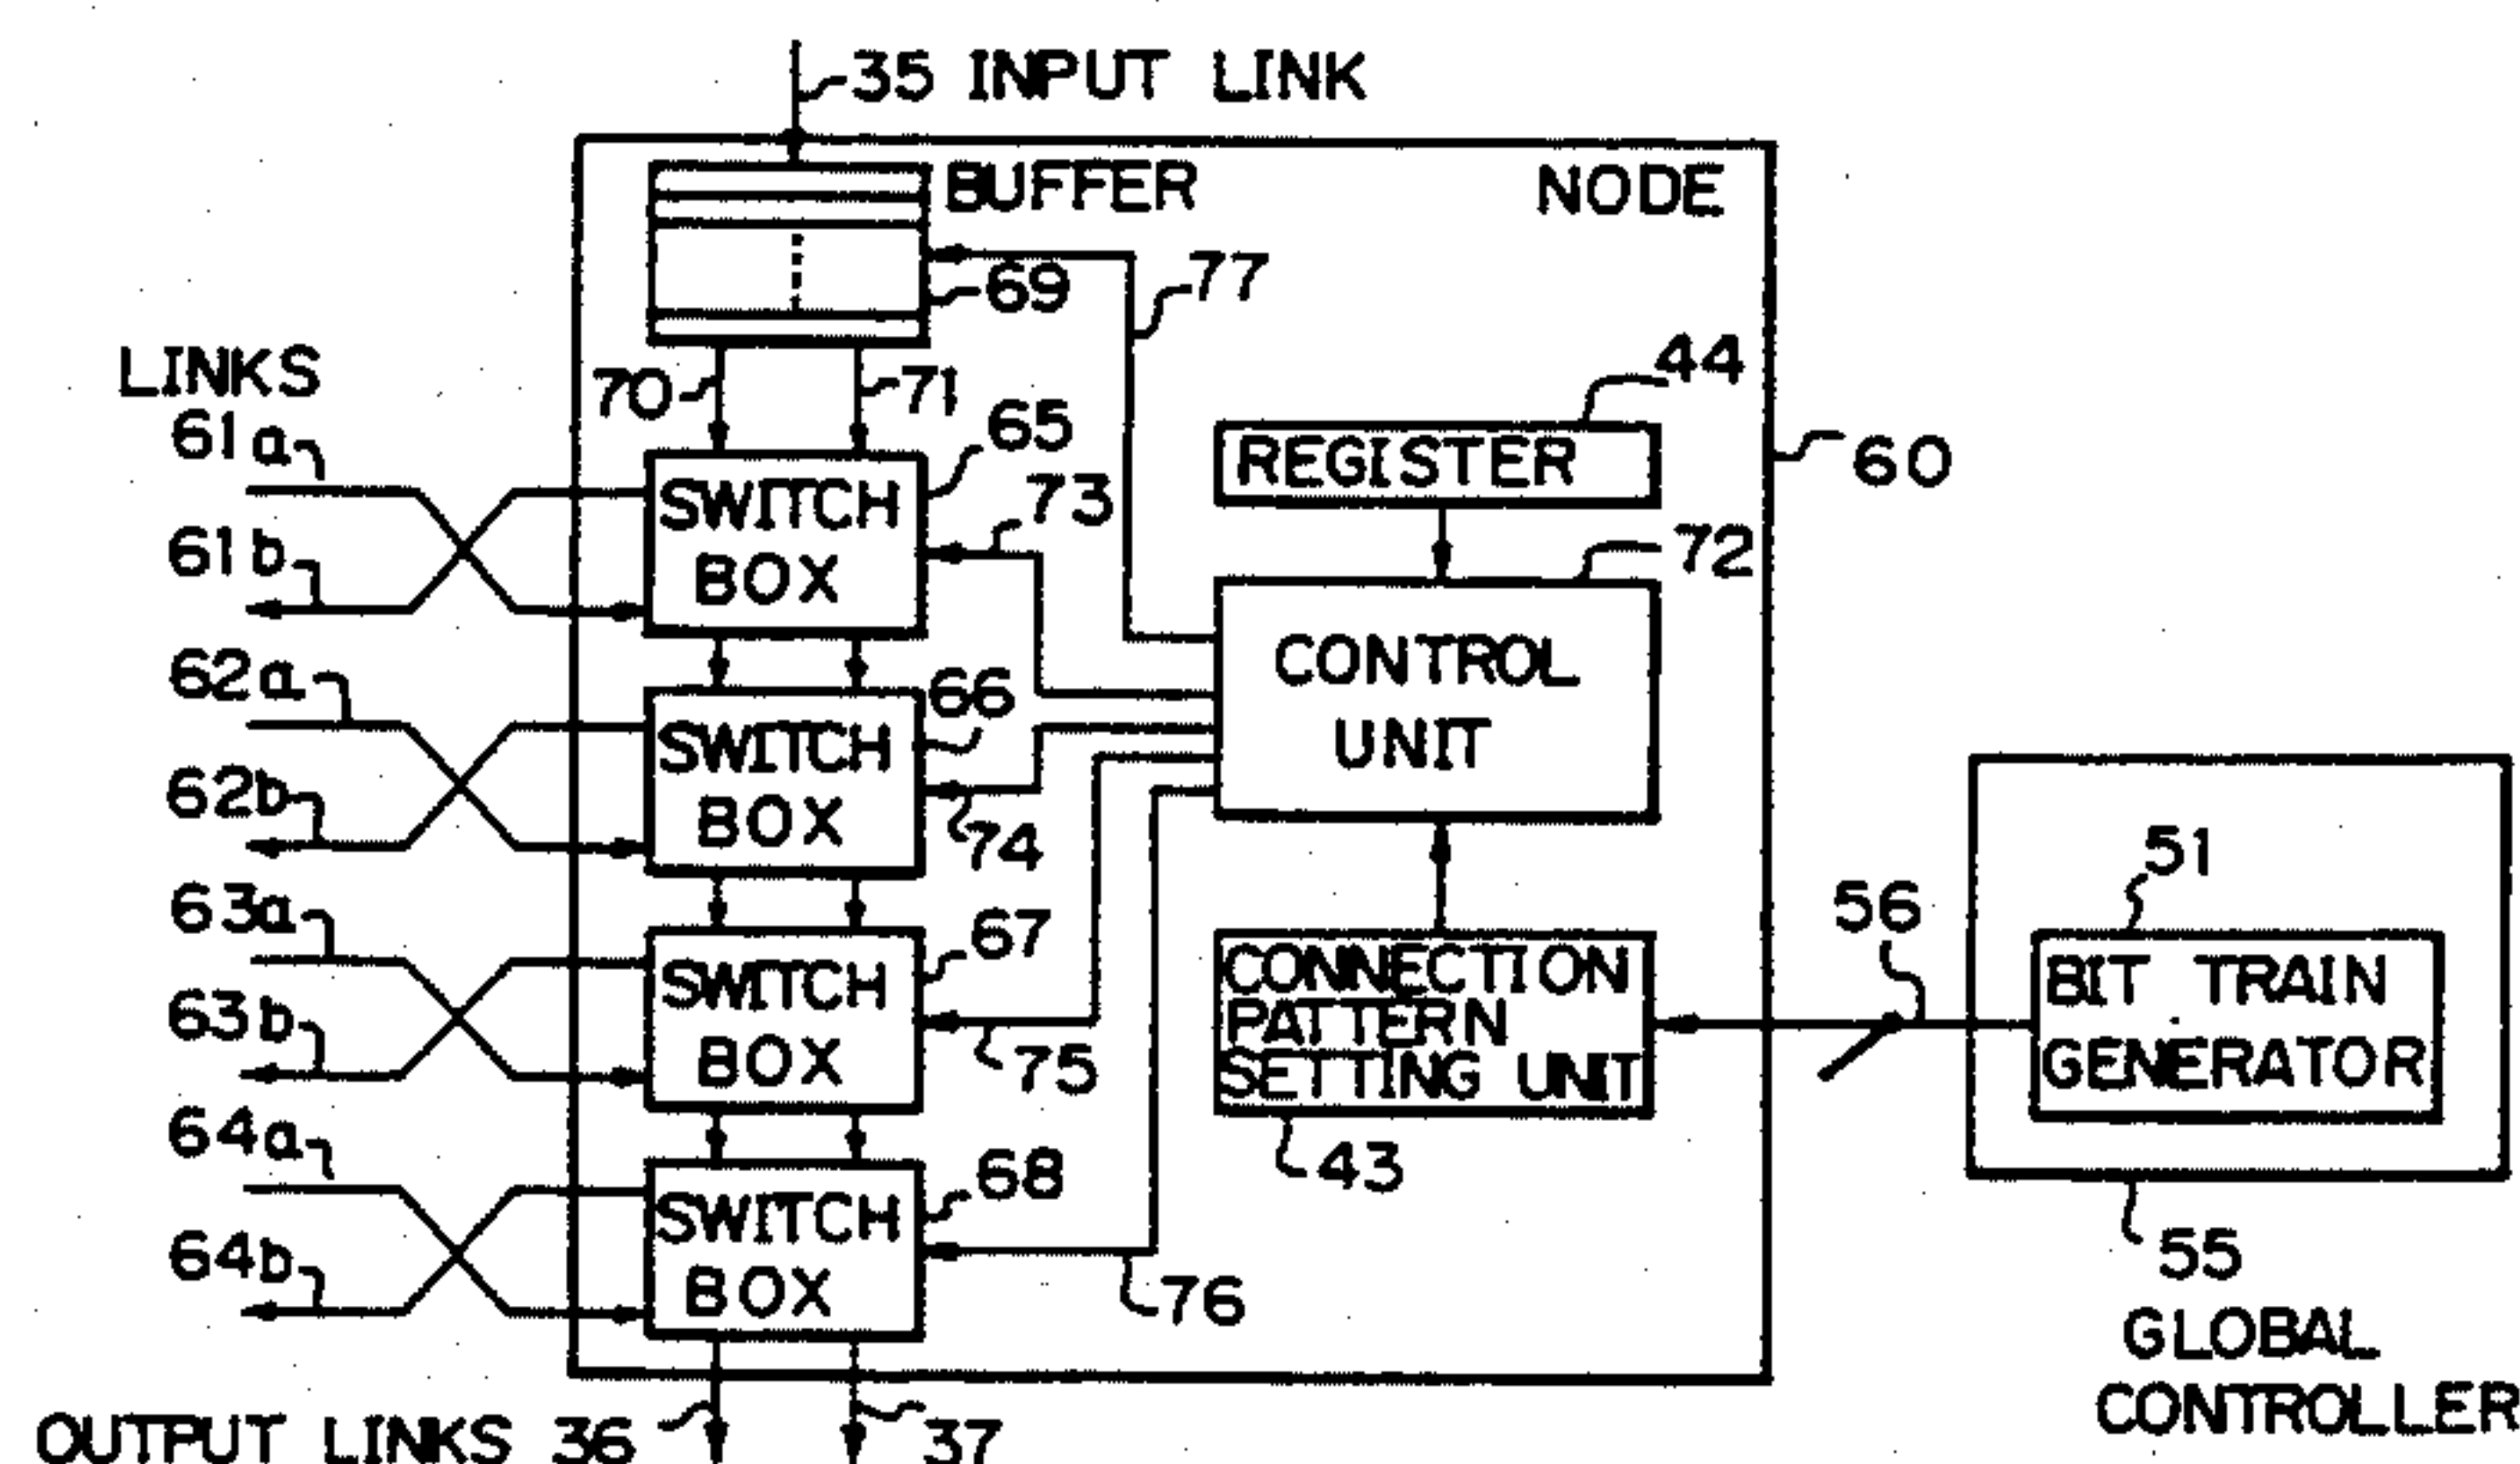 35 INPUT LINK
BUFFER
NODE
77
69
LINKS
70
71
44
61a
65
REGISTER
60
SWITCH
BOX
73
61b
72
62a
66
CONTROL
UNIT
SWITCH
BOX
62b
74
51
63a
67
56
CONNECTION
PATTERN
SETTING UNIT
BIT TRAIN
GENERATOR
SWITCH
BOX
63b
75
64a
68
43
SWITCH
BOX
64b
76
55
GLOBAL
CONTROLLER
OUTPUT LINKS 36
37